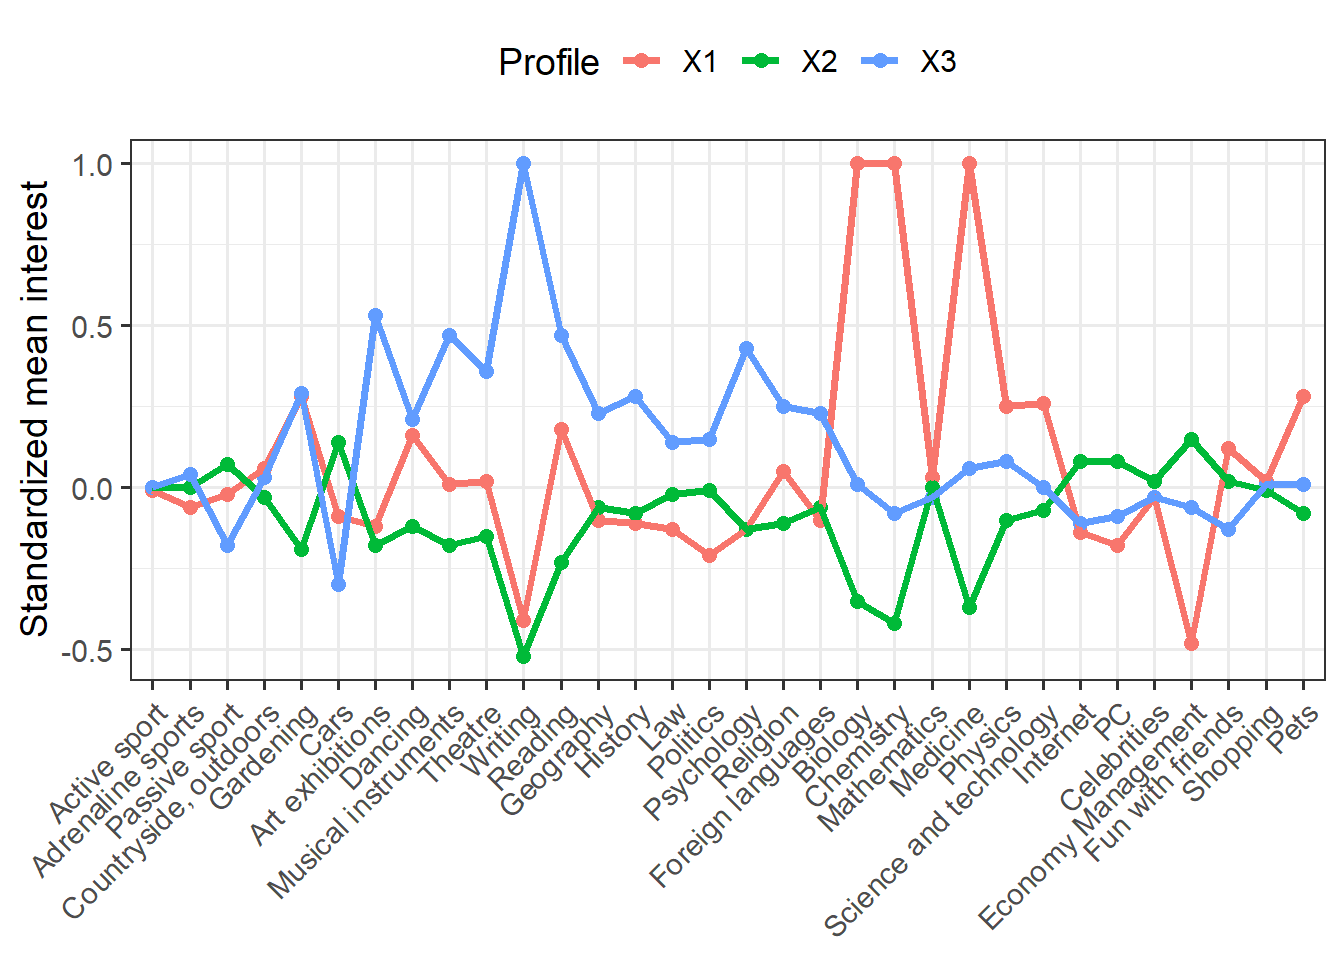 Profile X1 X2 X3
Standardized mean interest
1.0
0.5
0.0
-0.5
Active sport
Adrenaline sports
Passive sport
Countryside, outdoors
Gardening
Cars
Art exhibitions
Dancing
Musical instruments
Theatre
Writing
Reading
Geography
History
Law
Politics
Psychology
Religion
Foreign languages
Biology
Chemistry
Mathematics
Medicine
Physics
Science and technology
Internet
PC
Celebrities
Economy Management
Fun with friends
Shopping
Pets